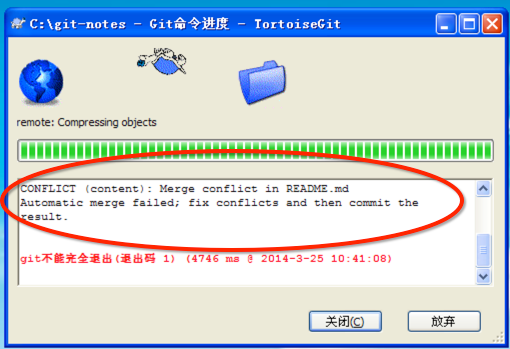 C:\git-notes - Git命令进度 - TortoiseGit
remote: Compressing objects
CONFLICT (content): Merge conflict in README.md
Automatic merge failed; fix conflicts and then commit the
result.
git不能完全退出(退出码 1) (4746 ms @ 2014-3-25 10:41:08)
关闭(C)
放弃